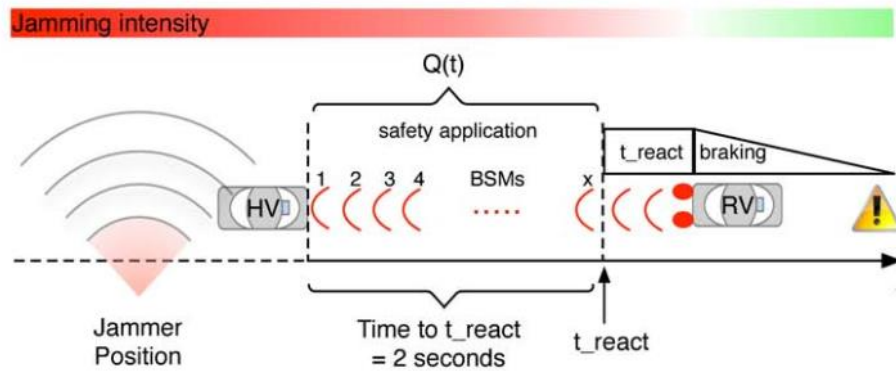 Jamming intensity
Q(t)
safety application
t_react braking
1 2 3 4 BSMs x
HV RV
.....
!
Jammer
Position
Time to t_react
= 2 seconds
t_react